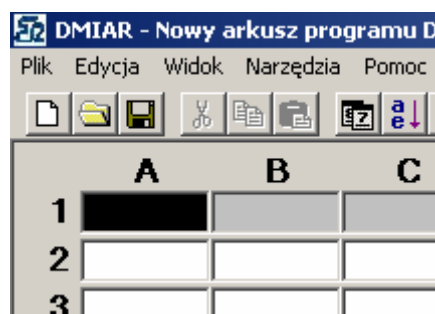 DMIAR - Nowy arkusz programu D
Plik Edycja Widok Narzędzia Pomoc
A B C
1
2
3